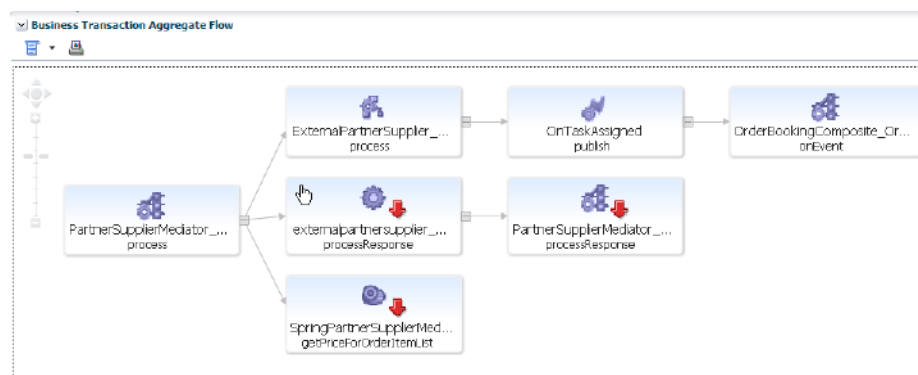 Business Transaction Aggregate Flow
ExternalPartnerSupplier_...
process
OnTaskAssigned
publish
OrderBookingComposite_Or...
onEvent
PartnerSupplierMediator_...
process
externalpartnersupplier_...
processResponse
PartnerSupplierMediator_...
processResponse
SpringPartnerSupplierMed...
getPriceForOrderItemList